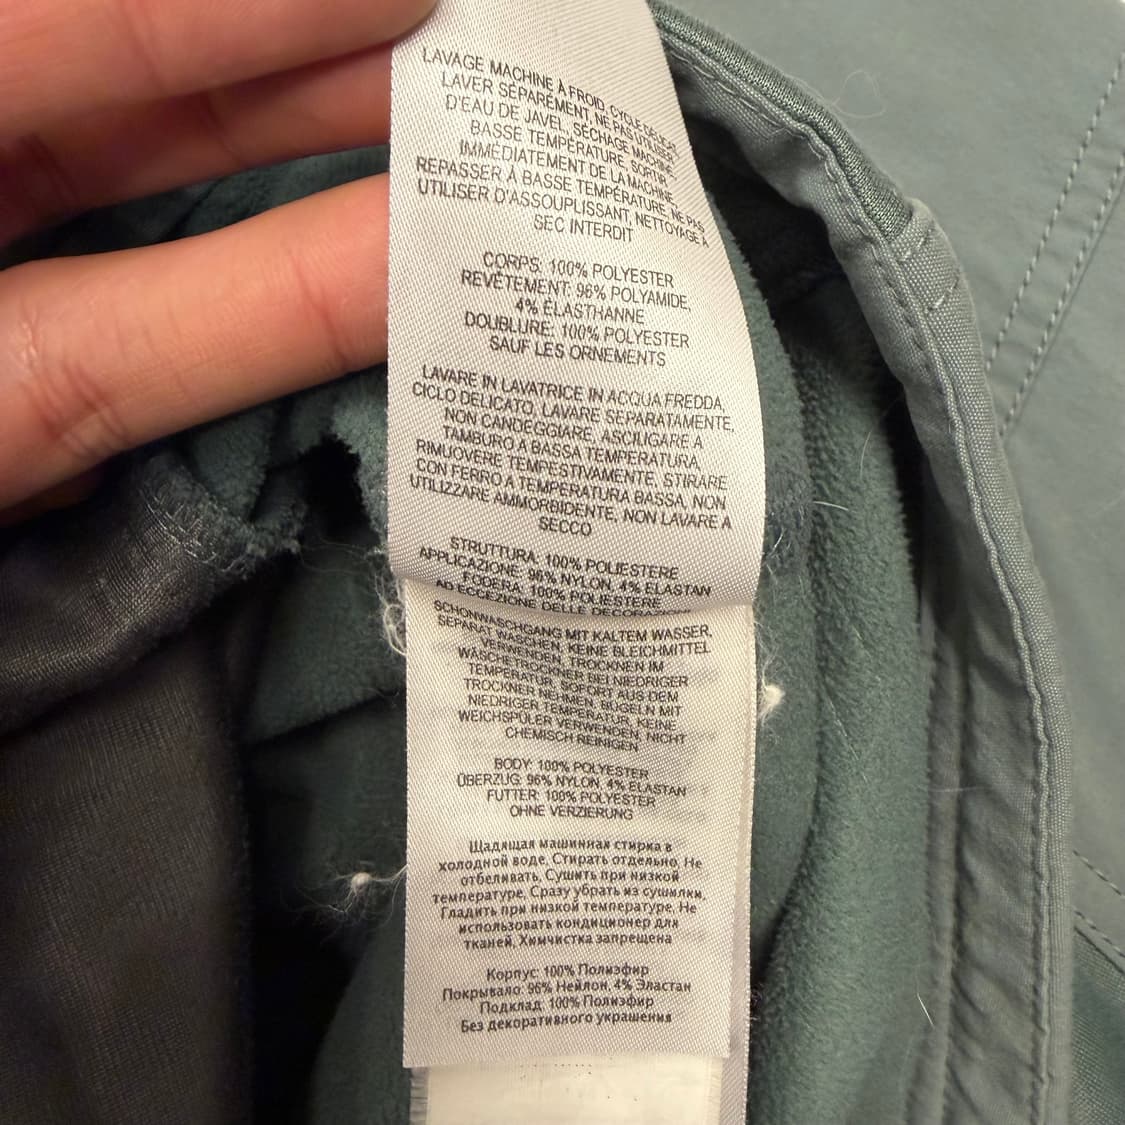 LAVAGE MACHINE À FROID, CYCLE DÉLICAT,
LAVER SÉPARÉMENT, NE PAS UTILISER
D'EAU DE JAVEL, SÉCHAGE MACHINE
BASSE TEMPÉRATURE, SORTIR
IMMÉDIATEMENT DE LA MACHINE,
REPASSER À BASSE TEMPÉRATURE, NE PAS
UTILISER D'ASSOUPLISSANT, NETTOYAGE À
SEC INTERDIT
CORPS: 100% POLYESTER
REVÊTEMENT: 96% POLYAMIDE,
4% ÉLASTHANNE
DOUBLURE: 100% POLYESTER
SAUF LES ORNEMENTS
LAVARE IN LAVATRICE IN ACQUA FREDDA,
CICLO DELICATO, LAVARE SEPARATAMENTE,
NON CANDEGGIARE, ASCIUGARE A
TAMBURO A BASSA TEMPERATURA,
RIMUOVERE TEMPESTIVAMENTE, STIRARE
CON FERRO A TEMPERATURA BASSA, NON
UTILIZZARE AMMORBIDENTE, NON LAVARE A
SECCO
STRUTTURA: 100% POLIESTERE
APPLICAZIONE: 96% NYLON, 4% ELASTAN
FODERA: 100% POLIESTERE
AD ECCEZIONE DELLE DECORAZIONI
SCHONWASCHGANG MIT KALTEM WASSER,
SEPARAT WASCHEN, KEINE BLEICHMITTEL
VERWENDEN, TROCKNEN IM
WÄSCHETROCKNER BEI NIEDRIGER
TEMPERATUR, SOFORT AUS DEM
TROCKNER NEHMEN, BÜGELN MIT
NIEDRIGER TEMPERATUR, KEINE
WEICHSPÜLER VERWENDEN, NICHT
CHEMISCH REINIGEN
BODY: 100% POLYESTER
ÜBERZUG: 96% NYLON, 4% ELASTAN
FUTTER: 100% POLYESTER
OHNE VERZIERUNG
Щадящая машинная стирка в
холодной воде, Стирать отдельно, Не
отбеливать, Сушить при низкой
температуре, Сразу убрать из сушилки,
Гладить при низкой температуре, Не
использовать кондиционер для
тканей, Химчистка запрещена
Корпус: 100% Полиэфир
Покрывало: 96% Нейлон, 4% Эластан
Подклад: 100% Полиэфир
Без декоративного украшения